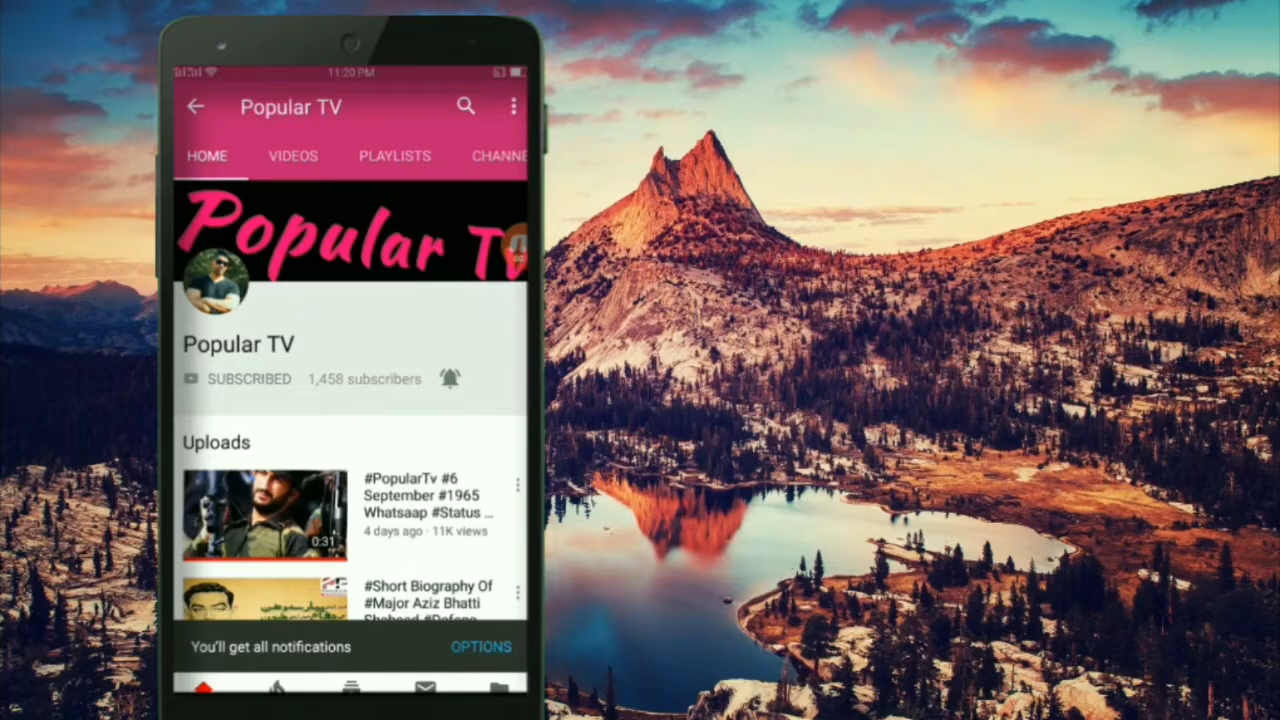 11:20 PM
Popular TV
HOME VIDEOS PLAYLISTS CHANNE
Popular TV
Popular TV
SUBSCRIBED 1,458 subscribers
Uploads
#PopularTv #6
September #1965
Whatsaap #Status ...
4 days ago · 11K views
0:31
#Short Biography Of
#Major Aziz Bhatti
You'll get all notifications OPTIONS